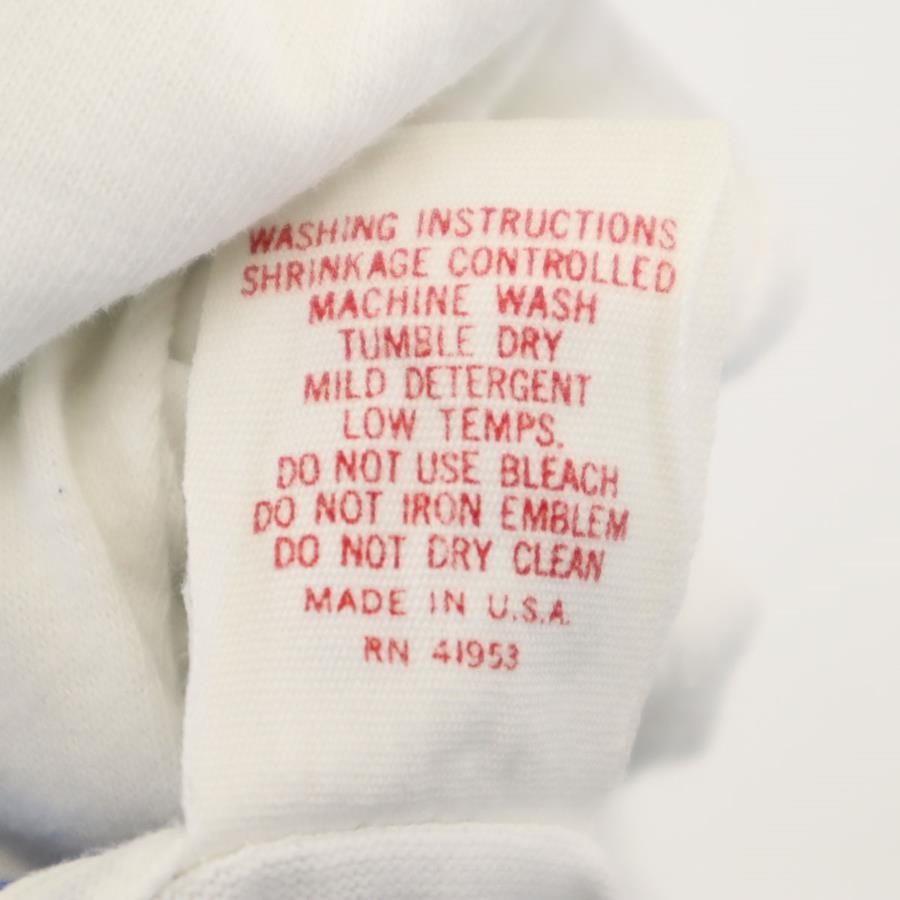 WASHING INSTRUCTIONS
SHRINKAGE CONTROLLED
MACHINE WASH
TUMBLE DRY
MILD DETERGENT
LOW TEMPS.
DO NOT USE BLEACH
DO NOT IRON EMBLEM
DO NOT DRY CLEAN
MADE IN U.S.A.
RN 41953